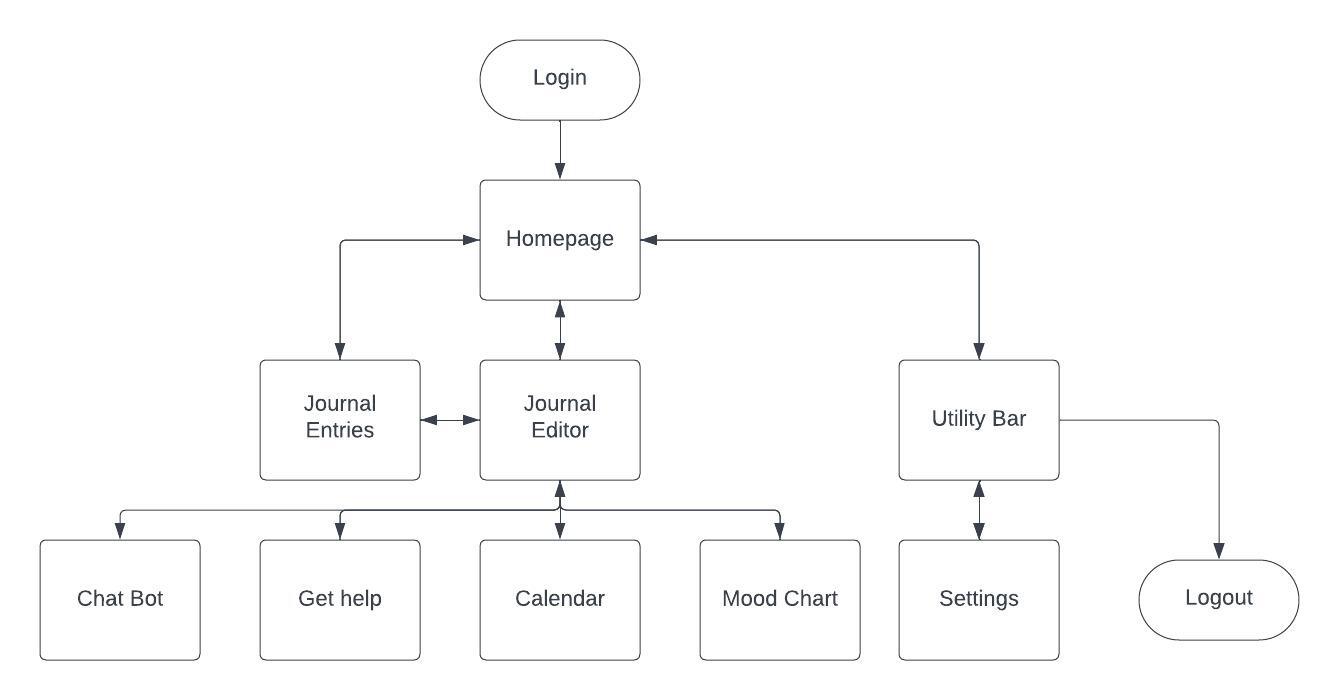 Login
Homepage
Journal
Entries
Journal
Editor
Utility Bar
Chat Bot
Get help
Calendar
Mood Chart
Settings
Logout